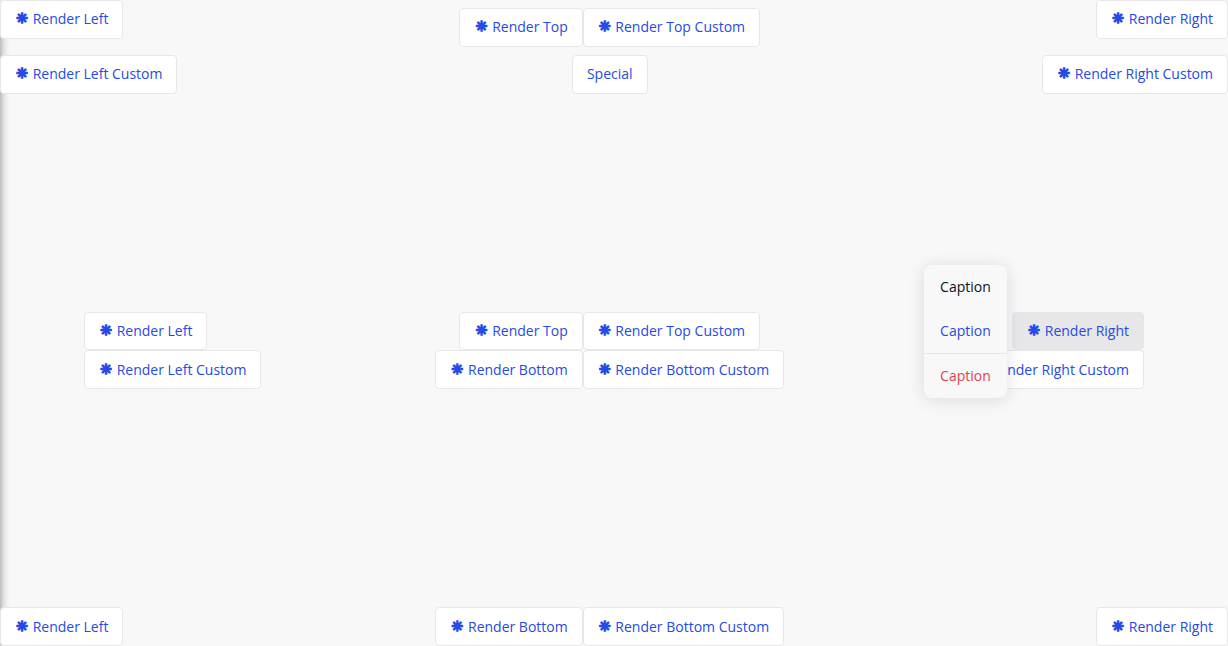 Render Left
Render Top
Render Top Custom
Render Right
Render Left Custom
Special
Render Right Custom
Caption
Render Left
Render Top
Render Top Custom
Caption
Render Right
Render Left Custom
Render Bottom
Render Bottom Custom
Caption
Right Custom
Render Left
Render Bottom
Render Bottom Custom
Render Right